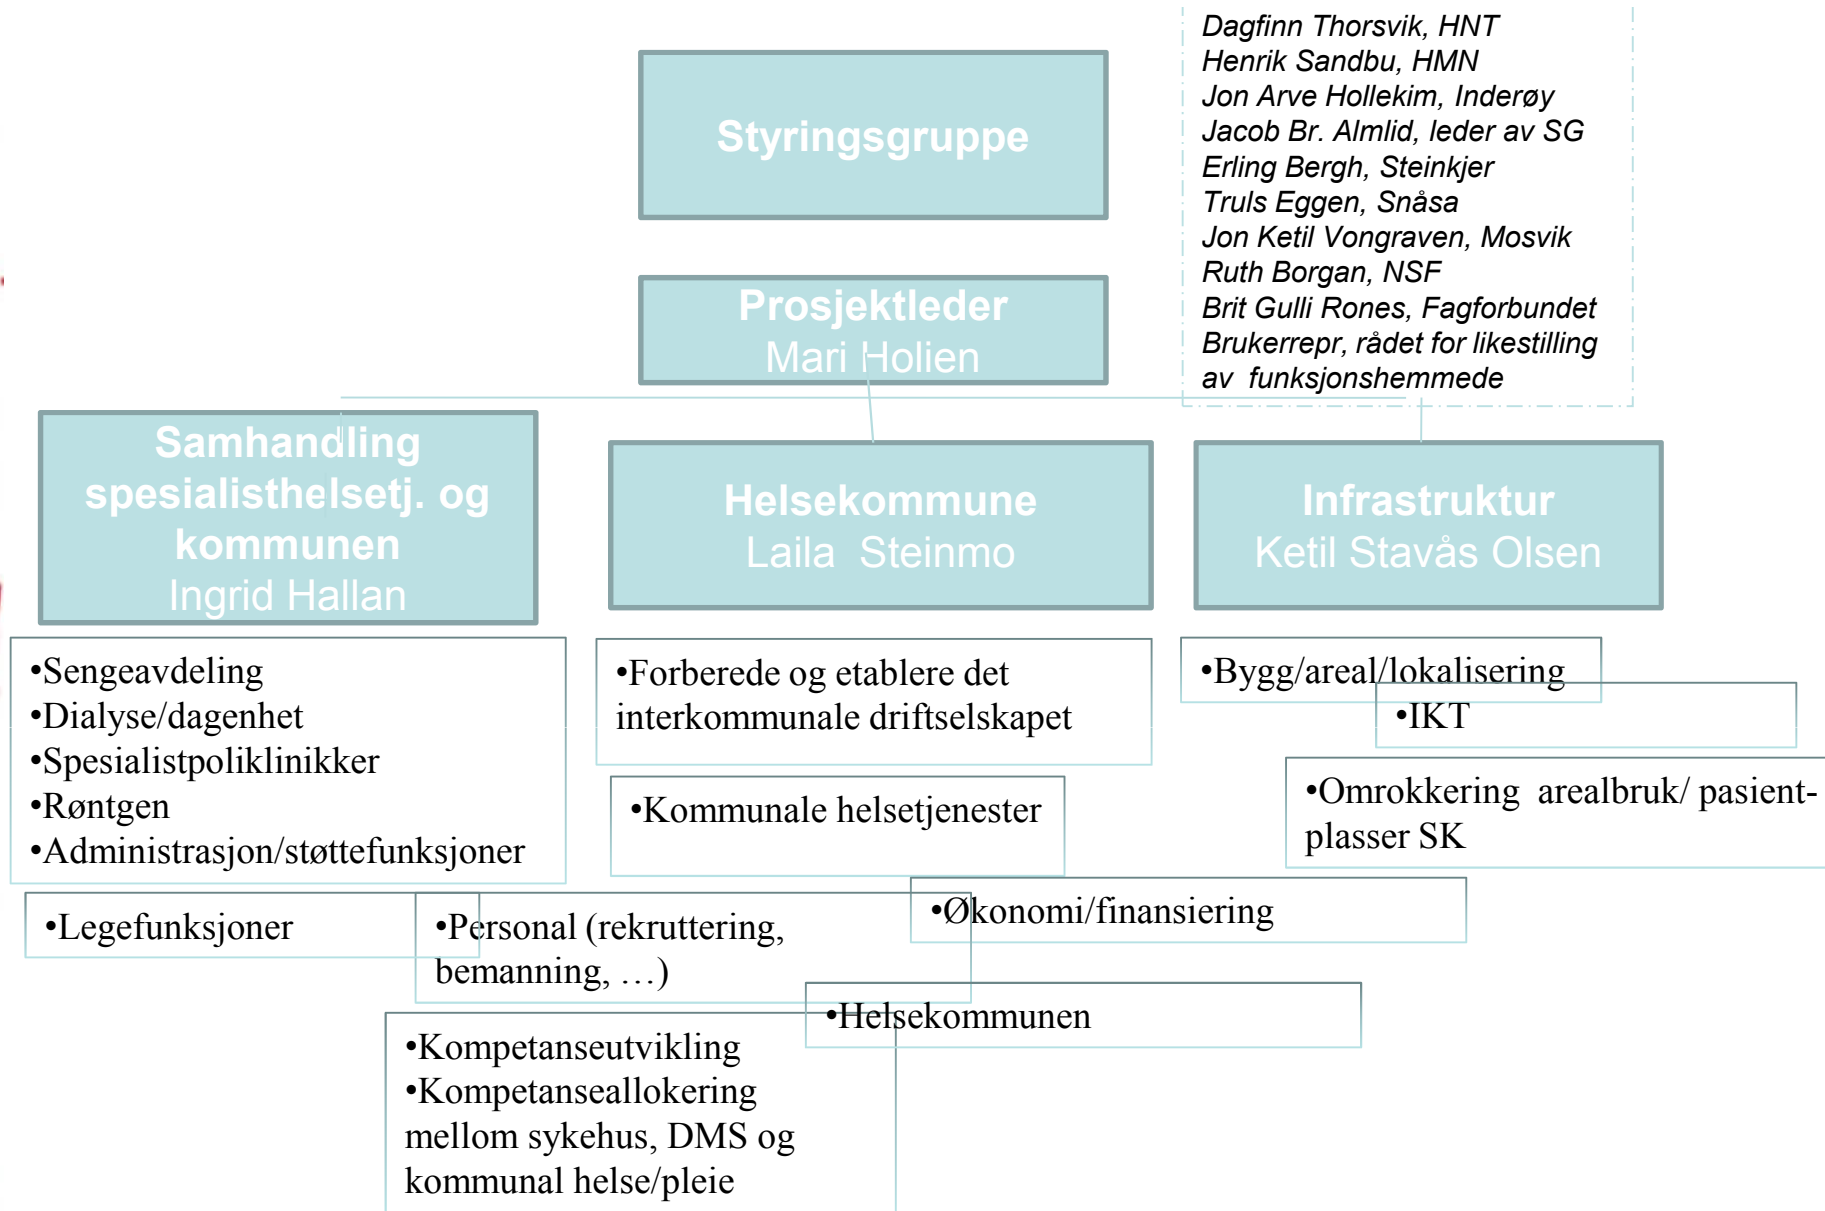 Dagfinn Thorsvik, HNT
Henrik Sandbu, HMN
Jon Arve Hollekim, Inderøy
Jacob Br. Almlid, leder av SG
Erling Bergh, Steinkjer
Truls Eggen, Snåsa
Jon Ketil Vongraven, Mosvik
Ruth Borgan, NSF
Brit Gulli Rones, Fagforbundet
Brukerrepr, rådet for likestilling
av funksjonshemmede
Styringsgruppe
Prosjektleder
Mari Holien
Samhandling
spesialisthelsetj. og
kommunen
Ingrid Hallan
Helsekommune
Laila Steinmo
Infrastruktur
Ketil Stavås Olsen
•Sengeavdeling
•Dialyse/dagenhet
•Spesialistpoliklinikker
•Røntgen
•Administrasjon/støttefunksjoner
•Forberede og etablere det
interkommunale driftselskapet
•Kommunale helsetjenester
•Bygg/areal/lokalisering
•IKT
•Omrokkering arealbruk/ pasient-
plasser SK
•Legefunksjoner
•Personal (rekruttering,
bemanning, …)
•Økonomi/finansiering
•Helsekommunen
•Kompetanseutvikling
•Kompetanseallokering
mellom sykehus, DMS og
kommunal helse/pleie